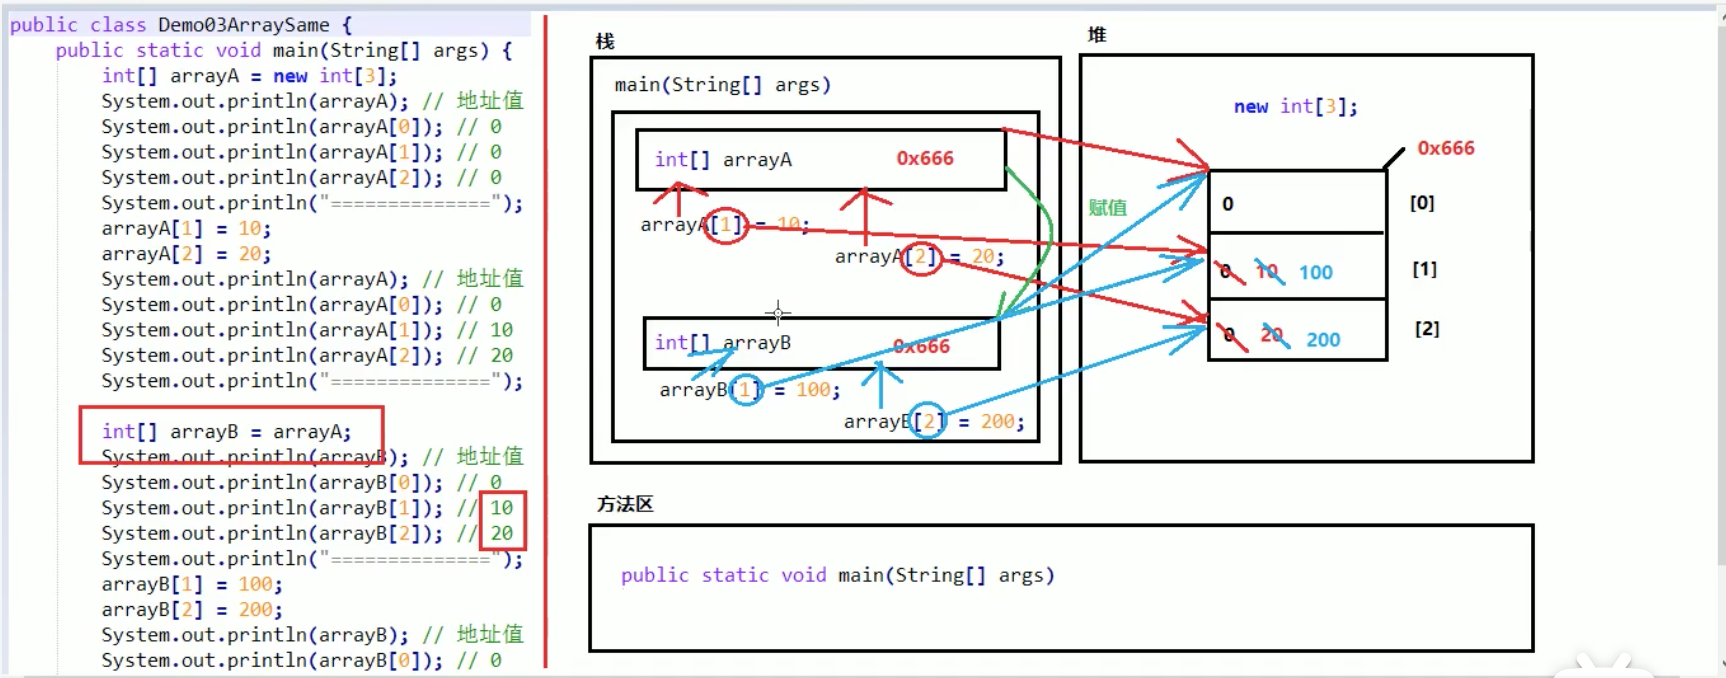 public class Demo03ArraySame {
public static void main(String[] args) {
int[] arrayA = new int[3];
System.out.println(arrayA); // 地址值
System.out.println(arrayA[0]); // 0
System.out.println(arrayA[1]); // 0
System.out.println(arrayA[2]); // 0
System.out.println("==============");
arrayA[1] = 10;
arrayA[2] = 20;
System.out.println(arrayA); // 地址值
System.out.println(arrayA[0]); // 0
System.out.println(arrayA[1]); // 10
System.out.println(arrayA[2]); // 20
System.out.println("==============");
int[] arrayB = arrayA;
System.out.println(arrayB); // 地址值
System.out.println(arrayB[0]); // 0
System.out.println(arrayB[1]); // 10
System.out.println(arrayB[2]); // 20
System.out.println("==============");
arrayB[1] = 100;
arrayB[2] = 200;
System.out.println(arrayB); // 地址值
System.out.println(arrayB[0]); // 0
栈
main(String[] args)
int[] arrayA 0x666
arrayA[1] = 10;
arrayA[2] = 20;
int[] arrayB 0x666
arrayB[1] = 100;
arrayB[2] = 200;
赋值
堆
new int[3];
0x666
0 [0]
0 10 100 [1]
0 20 200 [2]
方法区
public static void main(String[] args)